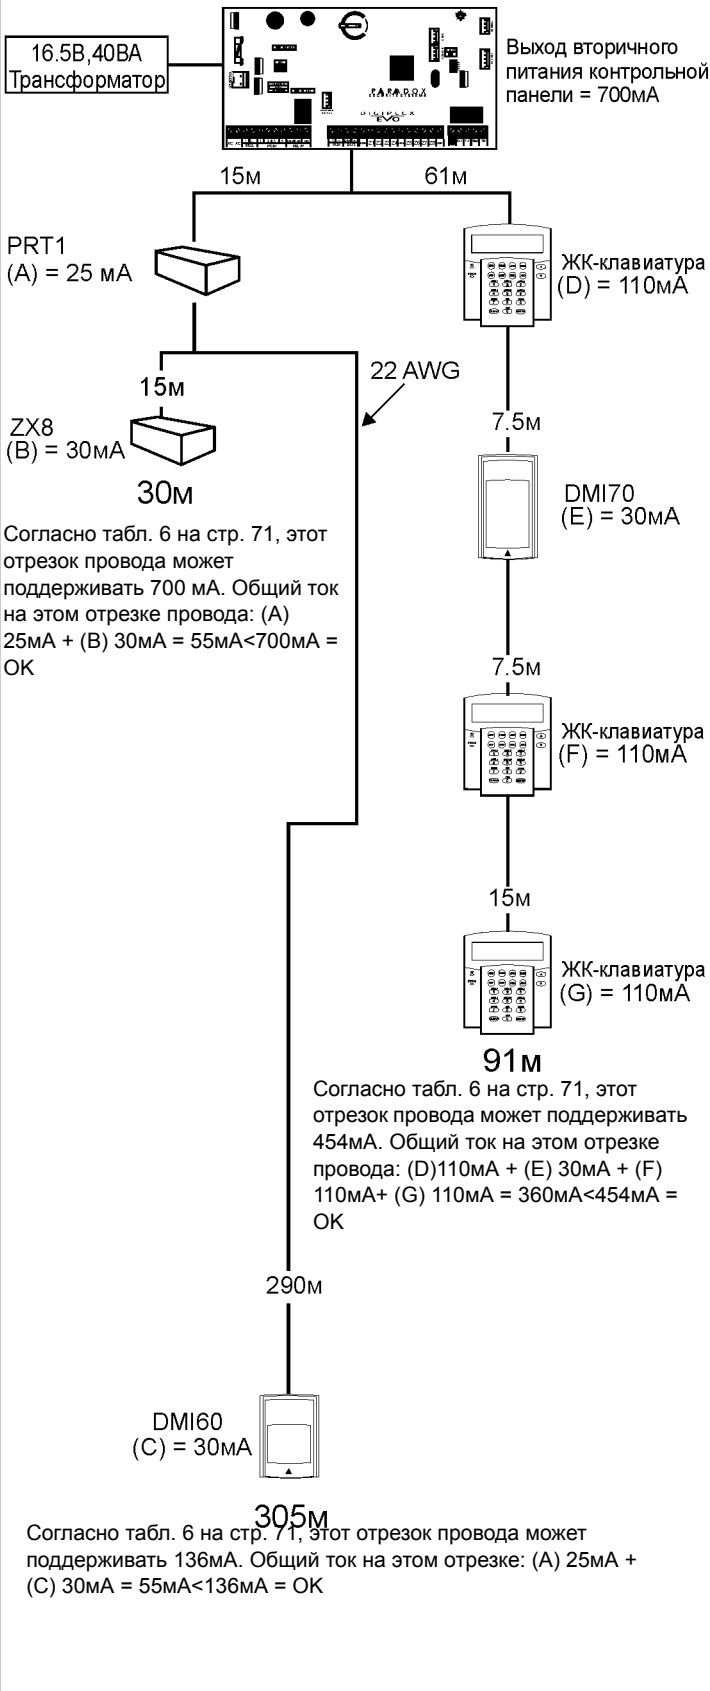 16.5В,40ВА
Трансформатор
PARADOX
DIGIPLEX
EVO
Выход вторичного
питания контрольной
панели = 700мА
15м
61м
PRT1
(A) = 25 мА
ЖК-клавиатура
(D) = 110мА
22 AWG
15м
ZX8
(B) = 30мА
30м
7.5м
DMI70
(E) = 30мА
Согласно табл. 6 на стр. 71, этот
отрезок провода может
поддерживать 700 мА. Общий ток
на этом отрезке провода: (A)
25мА + (B) 30мА = 55мА<700мА =
OK
7.5м
ЖК-клавиатура
(F) = 110мА
15м
ЖК-клавиатура
(G) = 110мА
91м
Согласно табл. 6 на стр. 71, этот
отрезок провода может поддерживать
454мА. Общий ток на этом отрезке
провода: (D)110мА + (E) 30мА + (F)
110мА+ (G) 110мА = 360мА<454мА =
OK
290м
DMI60
(C) = 30мА
305м
Согласно табл. 6 на стр. 71, этот отрезок провода может
поддерживать 136мА. Общий ток на этом отрезке: (A) 25мА +
(C) 30мА = 55мА<136мА = OK